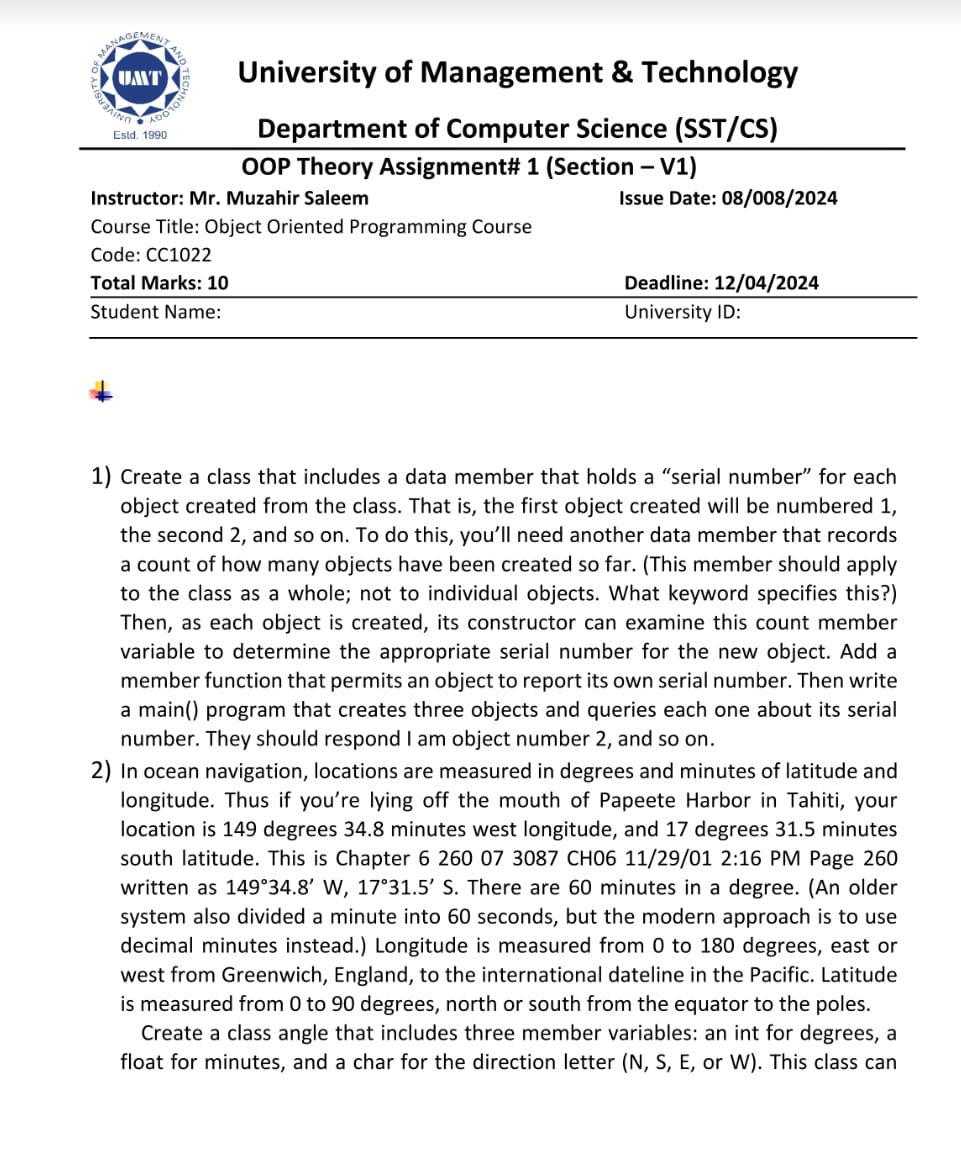 UNIVERSITY OF MANAGEMENT AND TECHNOLOGY
UMT
Estd. 1990
University of Management & Technology
Department of Computer Science (SST/CS)
OOP Theory Assignment# 1 (Section – V1)
Instructor: Mr. Muzahir Saleem Issue Date: 08/008/2024
Course Title: Object Oriented Programming Course
Code: CC1022
Total Marks: 10 Deadline: 12/04/2024
Student Name: University ID:
1) Create a class that includes a data member that holds a “serial number” for each
object created from the class. That is, the first object created will be numbered 1,
the second 2, and so on. To do this, you’ll need another data member that records
a count of how many objects have been created so far. (This member should apply
to the class as a whole; not to individual objects. What keyword specifies this?)
Then, as each object is created, its constructor can examine this count member
variable to determine the appropriate serial number for the new object. Add a
member function that permits an object to report its own serial number. Then write
a main() program that creates three objects and queries each one about its serial
number. They should respond I am object number 2, and so on.
2) In ocean navigation, locations are measured in degrees and minutes of latitude and
longitude. Thus if you’re lying off the mouth of Papeete Harbor in Tahiti, your
location is 149 degrees 34.8 minutes west longitude, and 17 degrees 31.5 minutes
south latitude. This is Chapter 6 260 07 3087 CH06 11/29/01 2:16 PM Page 260
written as 149°34.8’ W, 17°31.5’ S. There are 60 minutes in a degree. (An older
system also divided a minute into 60 seconds, but the modern approach is to use
decimal minutes instead.) Longitude is measured from 0 to 180 degrees, east or
west from Greenwich, England, to the international dateline in the Pacific. Latitude
is measured from 0 to 90 degrees, north or south from the equator to the poles.
Create a class angle that includes three member variables: an int for degrees, a
float for minutes, and a char for the direction letter (N, S, E, or W). This class can